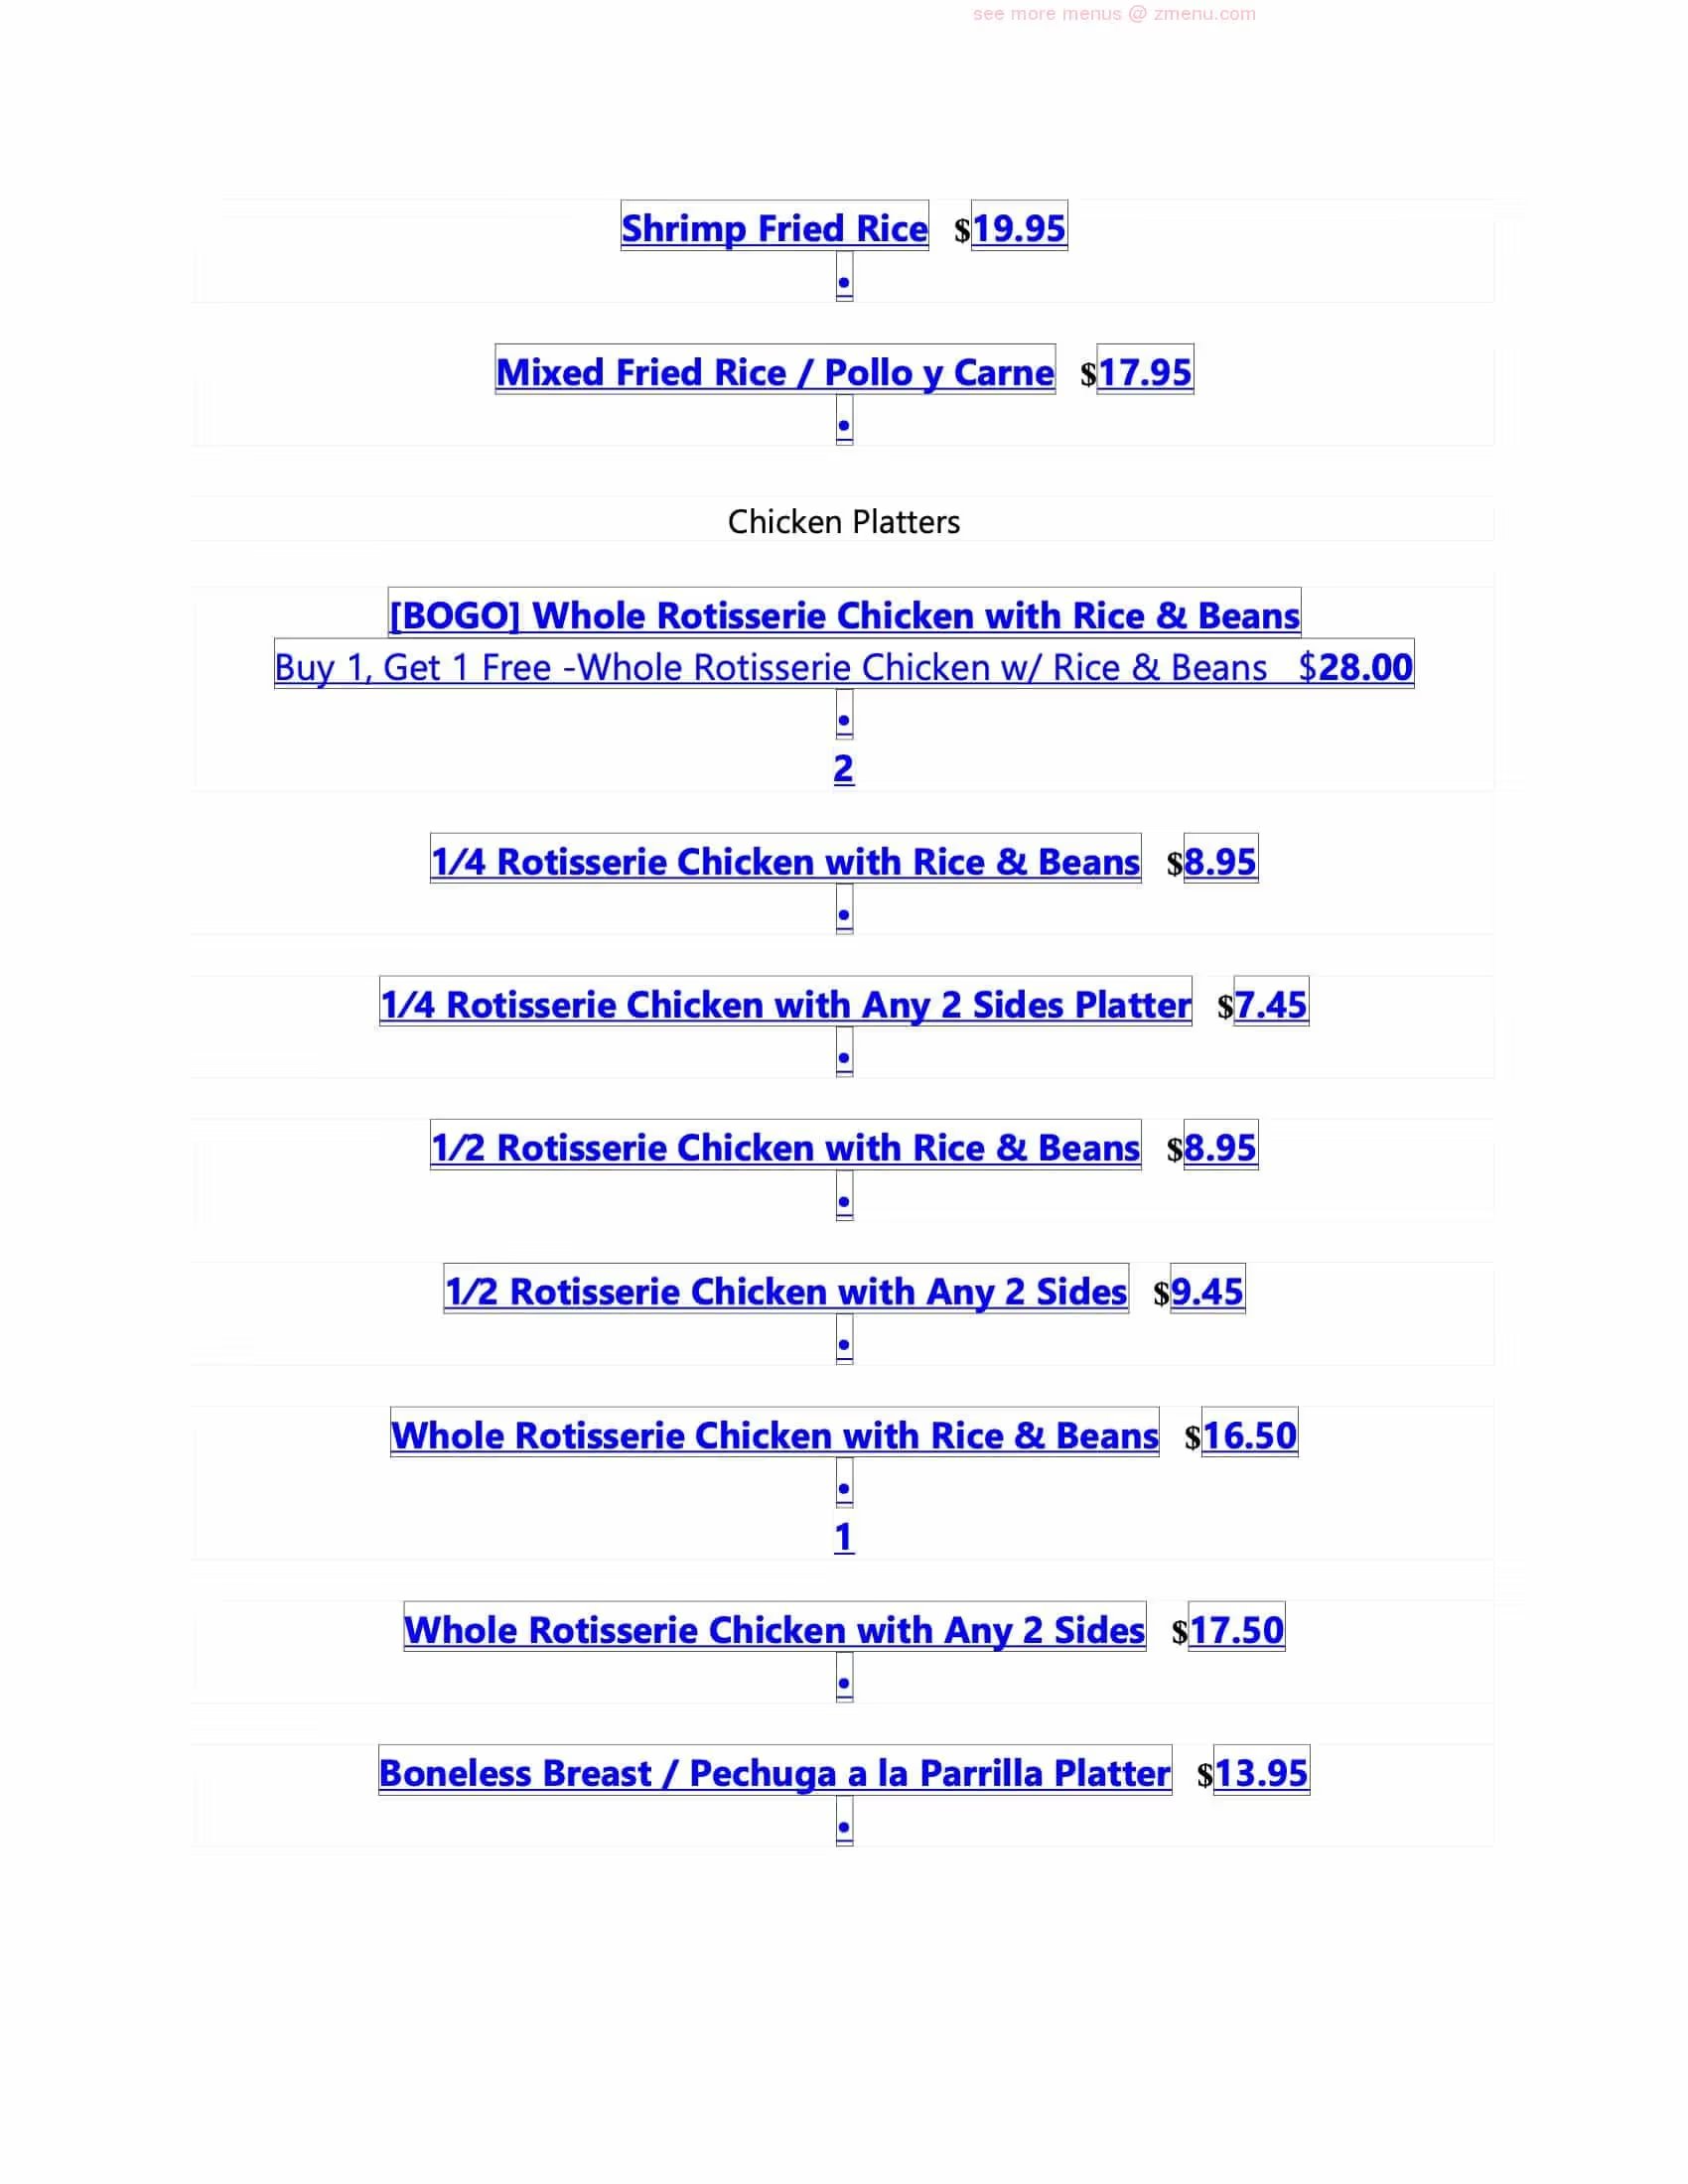 see more menus @ zmenu.com
Shrimp Fried Rice $19.95
•
Mixed Fried Rice / Pollo y Carne $17.95
•
Chicken Platters
[BOGO] Whole Rotisserie Chicken with Rice & Beans
Buy 1, Get 1 Free -Whole Rotisserie Chicken w/ Rice & Beans $28.00
•
2
1/4 Rotisserie Chicken with Rice & Beans $8.95
•
1/4 Rotisserie Chicken with Any 2 Sides Platter $7.45
•
1/2 Rotisserie Chicken with Rice & Beans $8.95
•
1/2 Rotisserie Chicken with Any 2 Sides $9.45
•
Whole Rotisserie Chicken with Rice & Beans $16.50
•
1
Whole Rotisserie Chicken with Any 2 Sides $17.50
•
Boneless Breast / Pechuga a la Parrilla Platter $13.95
•